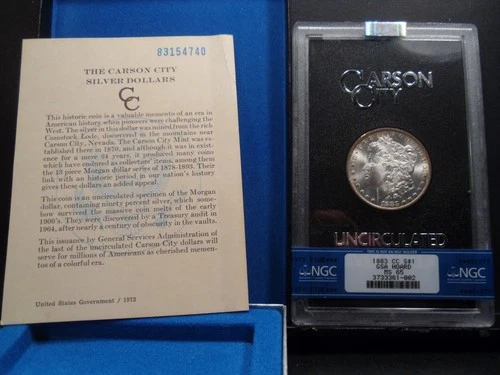 83154740
THE CARSON CITY
SILVER DOLLARS
CC
This historic coin is a valuable memento of an era in
American history when pioneers were challenging the
West. The silver in this dollar was mined from the rich
Comstock Lode, discovered in the mountains near
Carson City, Nevada. The Carson City Mint was es-
tablished there in 1870, and although it was in exist-
ence for a mere 24 years, it produced many coins
which have endured as collectors' items, among them
the 13 piece Morgan dollar series of 1878-1893. Their
link with an historic period in our nation's history
gives these dollars an added appeal.
This coin is an uncirculated specimen of the Morgan
dollar, containing ninety percent silver, which some-
how survived the massive coin melts of the early
1900's. They were discovered by a Treasury audit in
1964, after nearly a century of obscurity in the vaults.
This issuance by General Services Administration of
the last of the uncirculated Carson City dollars will
serve for millions of Americans as cherished memen-
tos of a colorful era.
United States Government / 1972
CARSON
CITY
1883
UNCIRCULATED
NGC
1883 CC S$1
GSA HOARD
MS 65
3733361-002
NGC